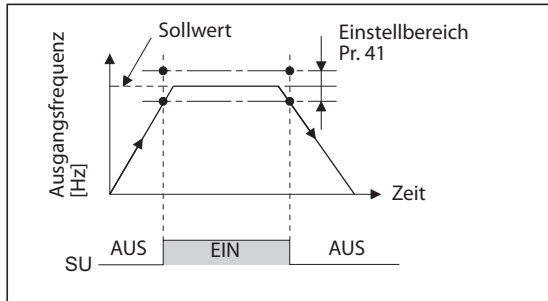 Sollwert
Einstellbereich
Pr. 41
Ausgangsfrequenz
[Hz]
Zeit
AUS
EIN
AUS
SU